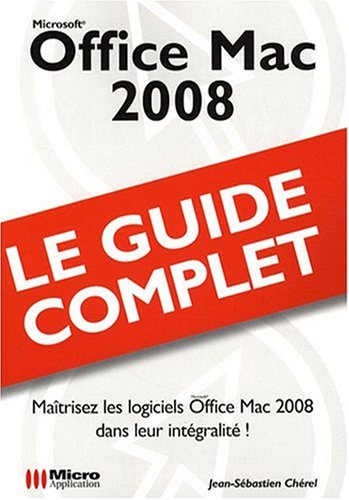 Microsoft®
Office Mac
2008
LE GUIDE
COMPLET
Maîtrisez les logiciels Microsoft® Office Mac 2008
dans leur intégralité !
Micro
Application
Jean-Sébastien Chérel